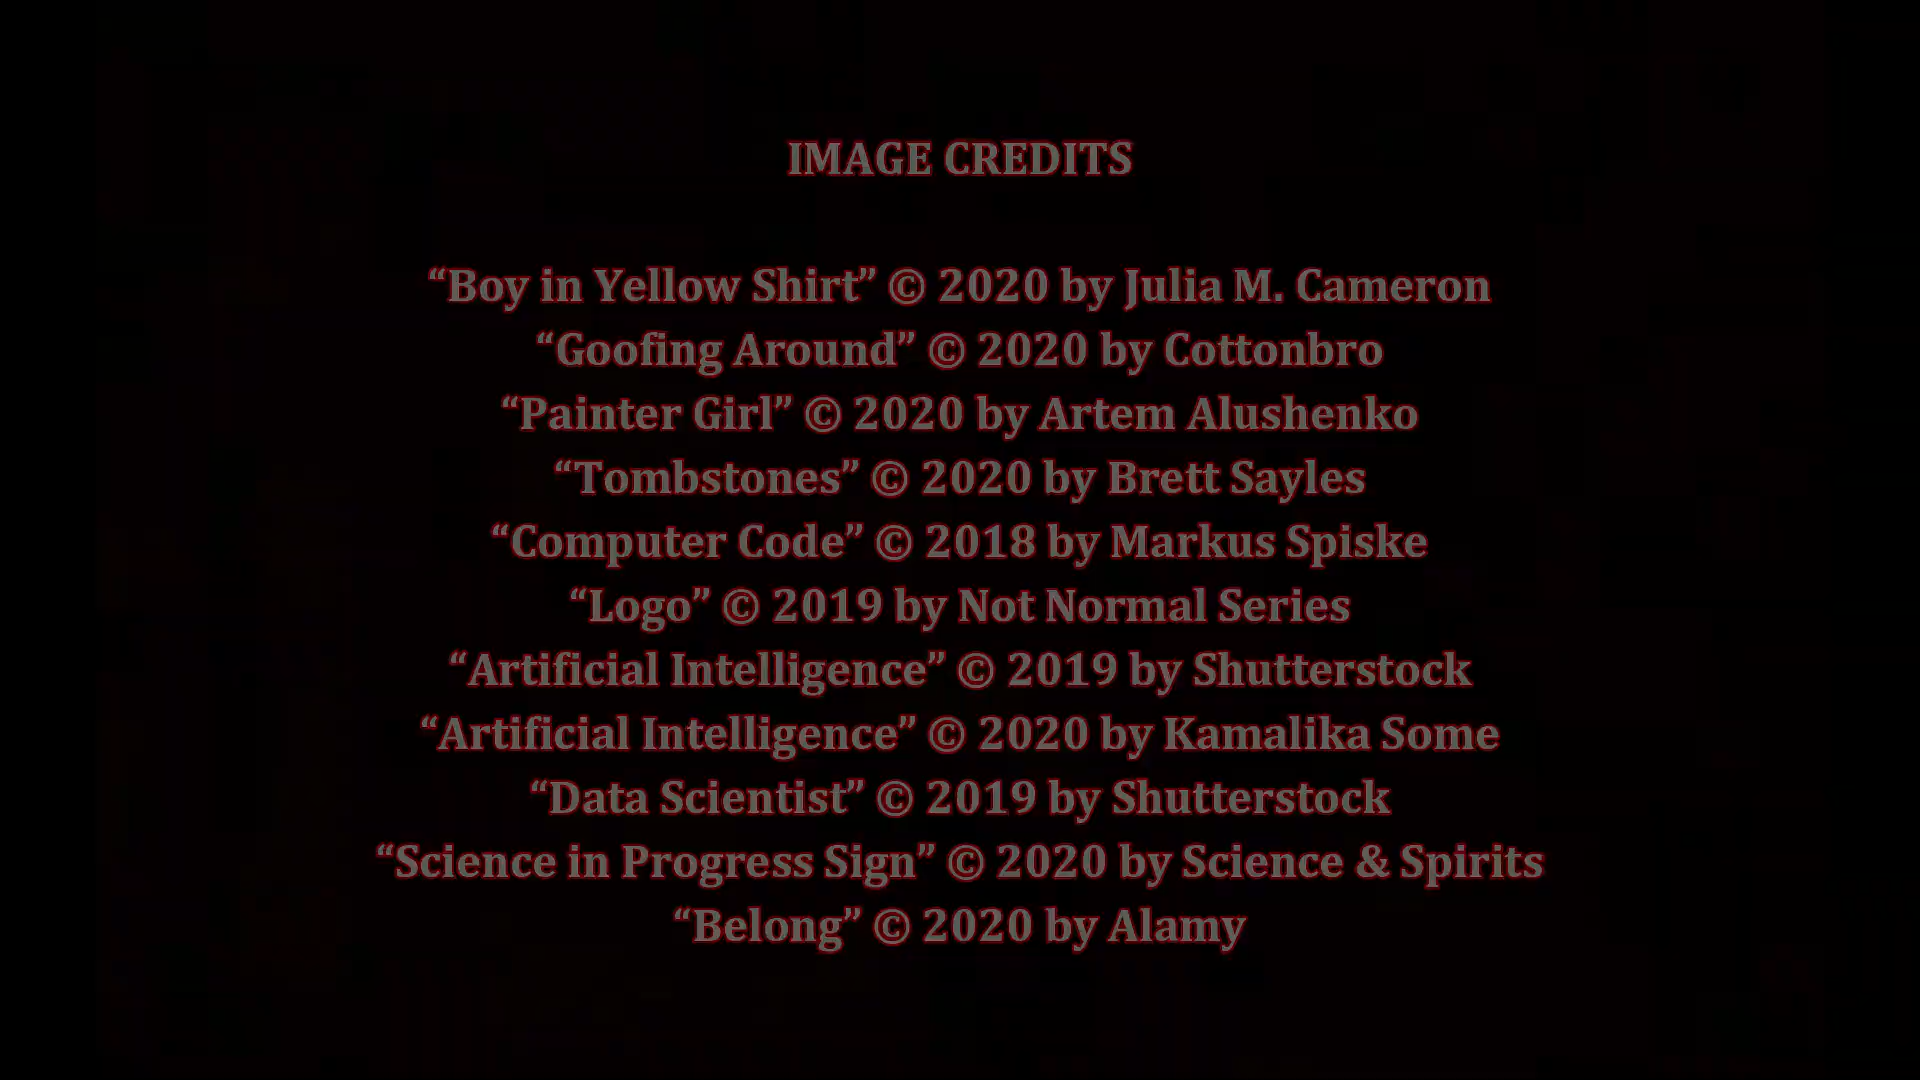 IMAGE CREDITS
“Boy in Yellow Shirt” © 2020 by Julia M. Cameron
“Goofing Around” © 2020 by Cottonbro
“Painter Girl” © 2020 by Artem Alushenko
“Tombstones” © 2020 by Brett Sayles
“Computer Code” © 2018 by Markus Spiske
“Logo” © 2019 by Not Normal Series
“Artificial Intelligence” © 2019 by Shutterstock
“Artificial Intelligence” © 2020 by Kamalika Some
“Data Scientist” © 2019 by Shutterstock
“Science in Progress Sign” © 2020 by Science & Spirits
“Belong” © 2020 by Alamy